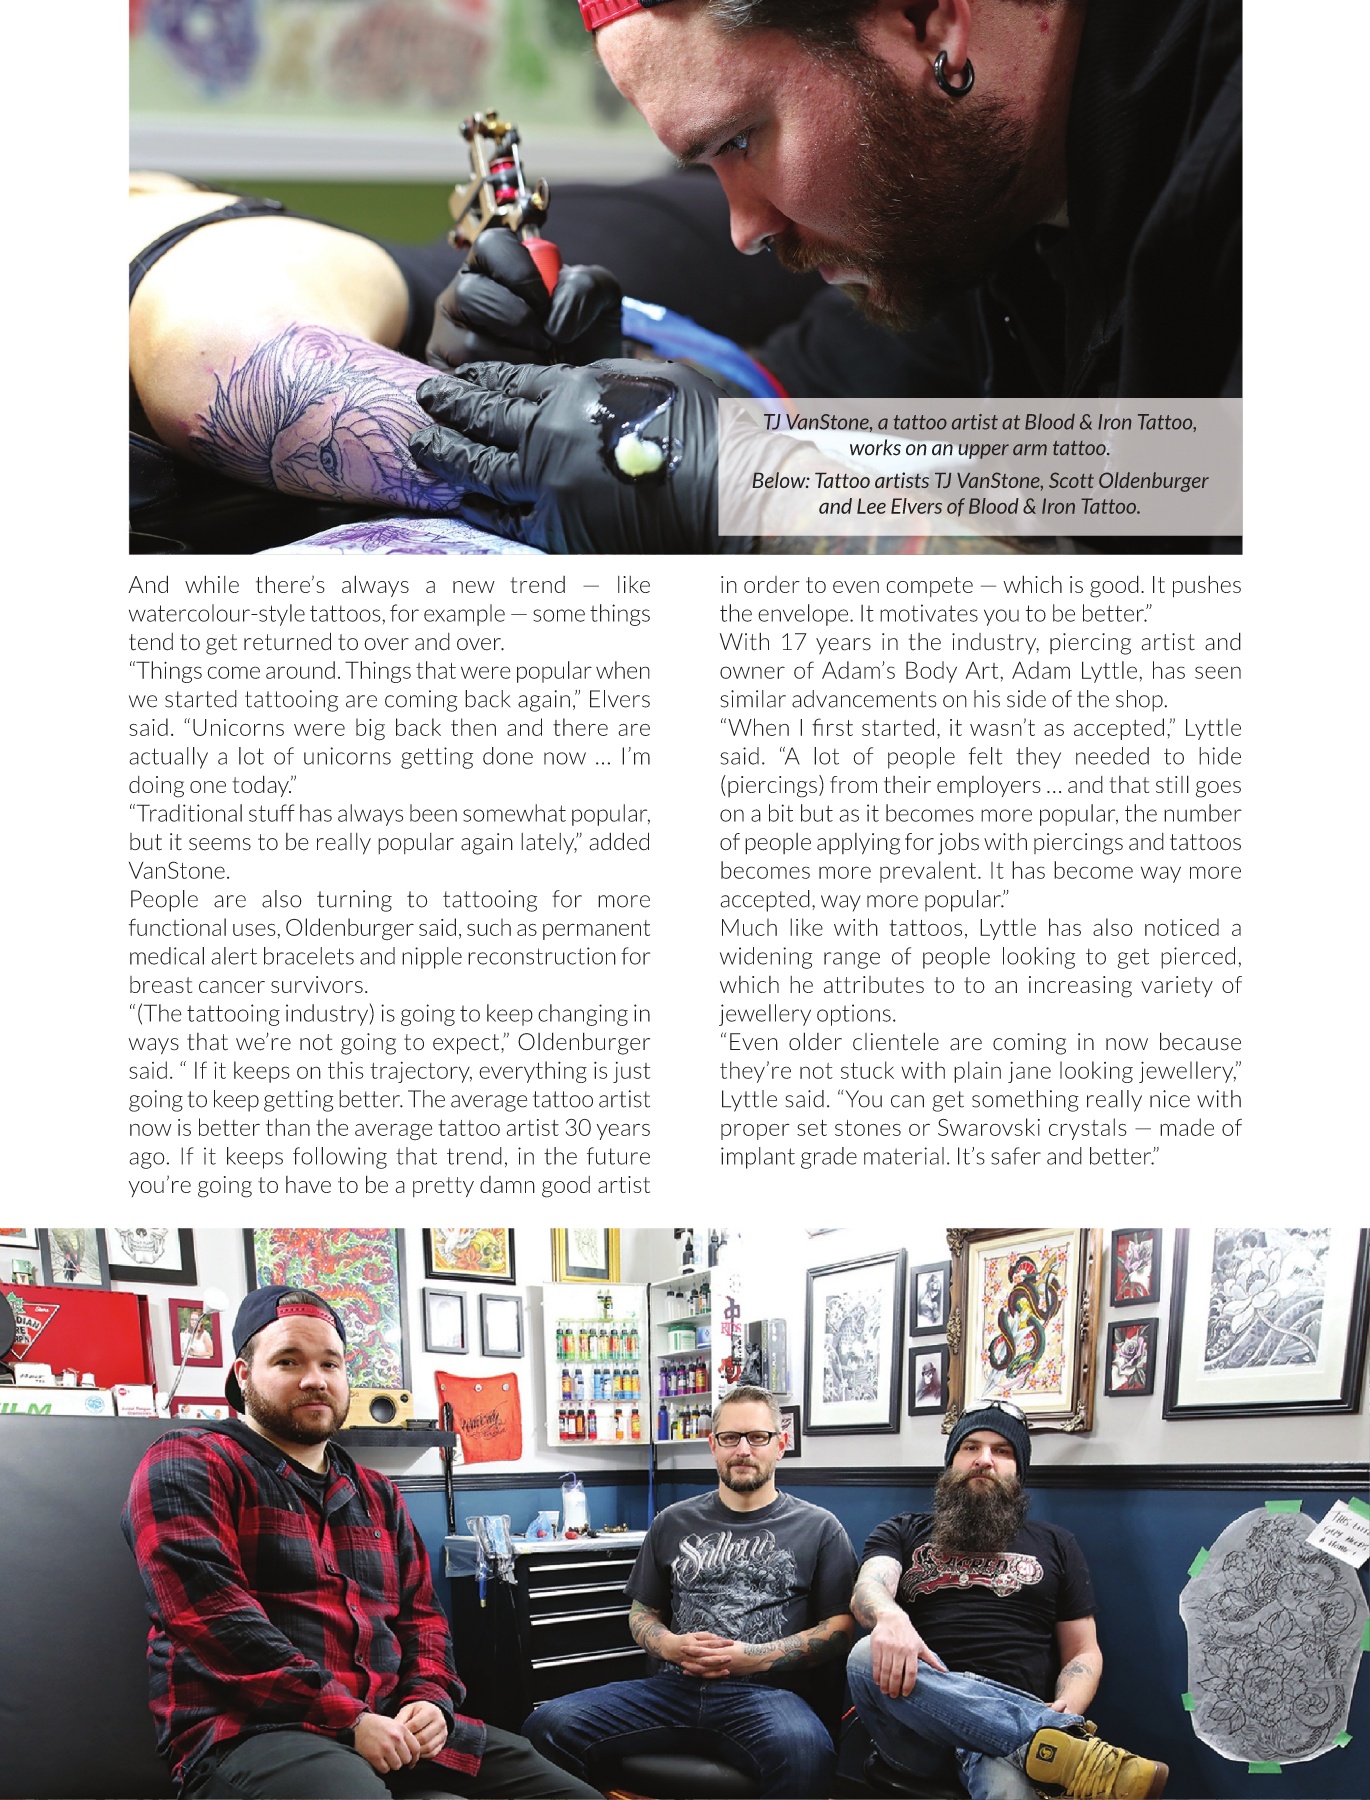 TJ VanStone, a tattoo artist at Blood & Iron Tattoo,
works on an upper arm tattoo.
Below: Tattoo artists TJ VanStone, Scott Oldenburger
and Lee Elvers of Blood & Iron Tattoo.
And while there’s always a new trend — like
watercolour-style tattoos, for example — some things
tend to get returned to over and over.
“Things come around. Things that were popular when
we started tattooing are coming back again,” Elvers
said. “Unicorns were big back then and there are
actually a lot of unicorns getting done now ... I’m
doing one today.”
“Traditional stuff has always been somewhat popular,
but it seems to be really popular again lately,” added
VanStone.
People are also turning to tattooing for more
functional uses, Oldenburger said, such as permanent
medical alert bracelets and nipple reconstruction for
breast cancer survivors.
“(The tattooing industry) is going to keep changing in
ways that we’re not going to expect,” Oldenburger
said. “ If it keeps on this trajectory, everything is just
going to keep getting better. The average tattoo artist
now is better than the average tattoo artist 30 years
ago. If it keeps following that trend, in the future
you’re going to have to be a pretty damn good artist
in order to even compete — which is good. It pushes
the envelope. It motivates you to be better.”
With 17 years in the industry, piercing artist and
owner of Adam’s Body Art, Adam Lyttle, has seen
similar advancements on his side of the shop.
“When I first started, it wasn’t as accepted,” Lyttle
said. “A lot of people felt they needed to hide
(piercings) from their employers ... and that still goes
on a bit but as it becomes more popular, the number
of people applying for jobs with piercings and tattoos
becomes more prevalent. It has become way more
accepted, way more popular.”
Much like with tattoos, Lyttle has also noticed a
widening range of people looking to get pierced,
which he attributes to to an increasing variety of
jewellery options.
“Even older clientele are coming in now because
they’re not stuck with plain jane looking jewellery,”
Lyttle said. “You can get something really nice with
proper set stones or Swarovski crystals — made of
implant grade material. It’s safer and better.”
Sullen
SACRED